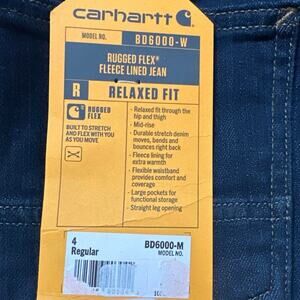 carhartt
MODEL NO. BD6000-W
RUGGED FLEX®
FLEECE LINED JEAN
R RELAXED FIT
RUGGED
FLEX
BUILT TO STRETCH
AND FLEX WITH YOU
AS YOU MOVE
- Relaxed fit through the
hip and thigh
- Mid-rise
- Durable stretch denim
moves, bends and
bounces right back
- Fleece lining for
extra warmth
- Flexible waistband
provides comfort and
coverage
- Large pockets for
functional storage
- Straight leg opening
4
Regular
BD6000-M
MODEL NO.